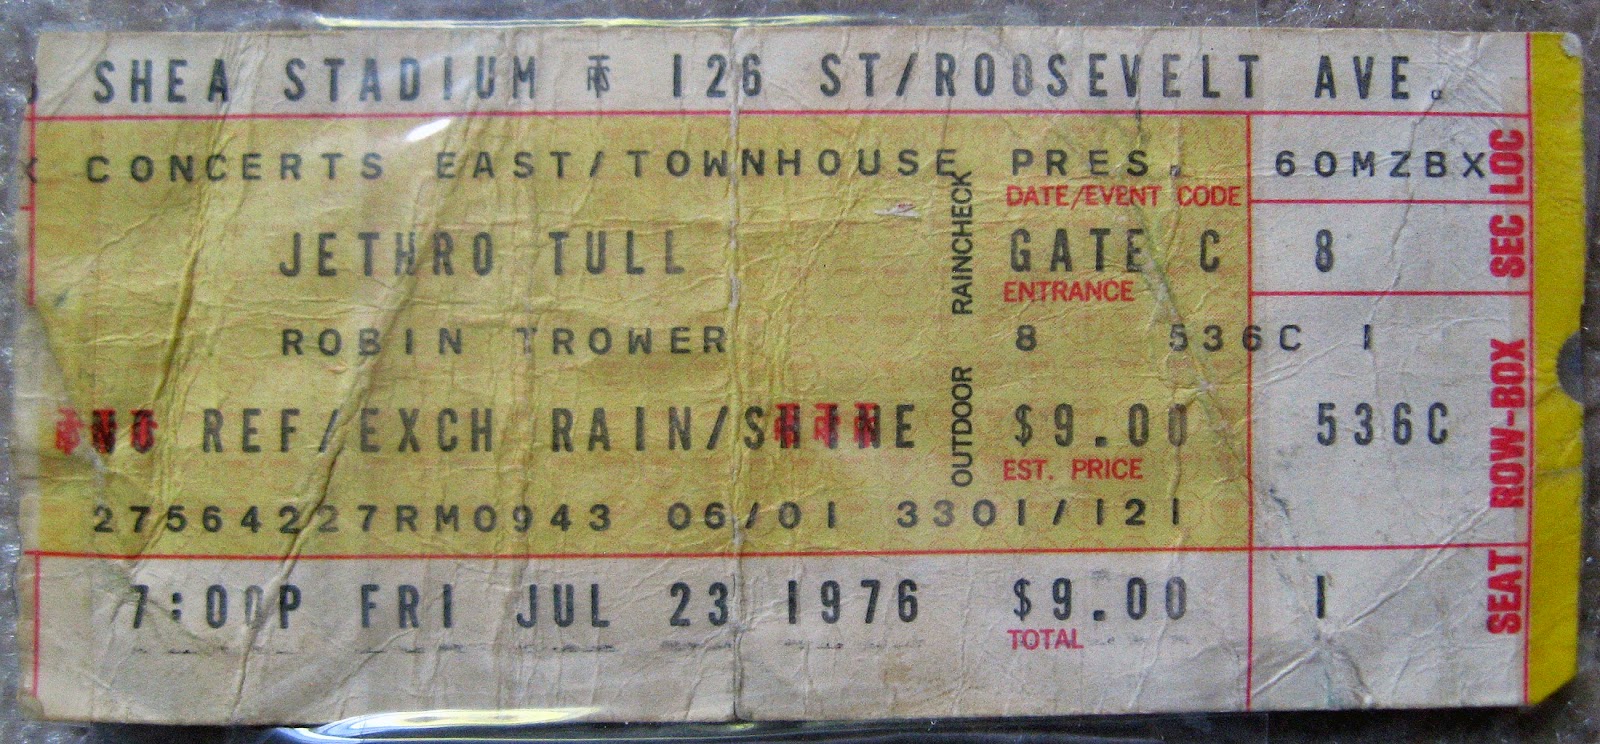 SHEA STADIUM 126 ST/ROOSEVELT AVE.
CONCERTS EAST/TOWNHOUSE PRES. 60MZBX LOC
DATE/EVENT CODE
JETHRO TULL GATE C 8 SEC
ENTRANCE
ROBIN TROWER 8 536C 1
NO REF/EXCH RAIN/SHINE $9.00 536C ROW-BOX
EST. PRICE
OUTDOOR RAINCHECK
27564227RM0943 06/01 3301/121
7:00P FRI JUL 23 1976 $9.00 1 SEAT
TOTAL